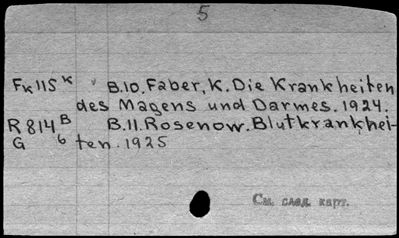 5
Fk115 к В.10. Faber, K. Die Krankheiten
des Magens und Darmes. 1924.
R814 B B.11. Rosenow. Blutkrankhei-
G 6 ten. 1925
См. след. карт.